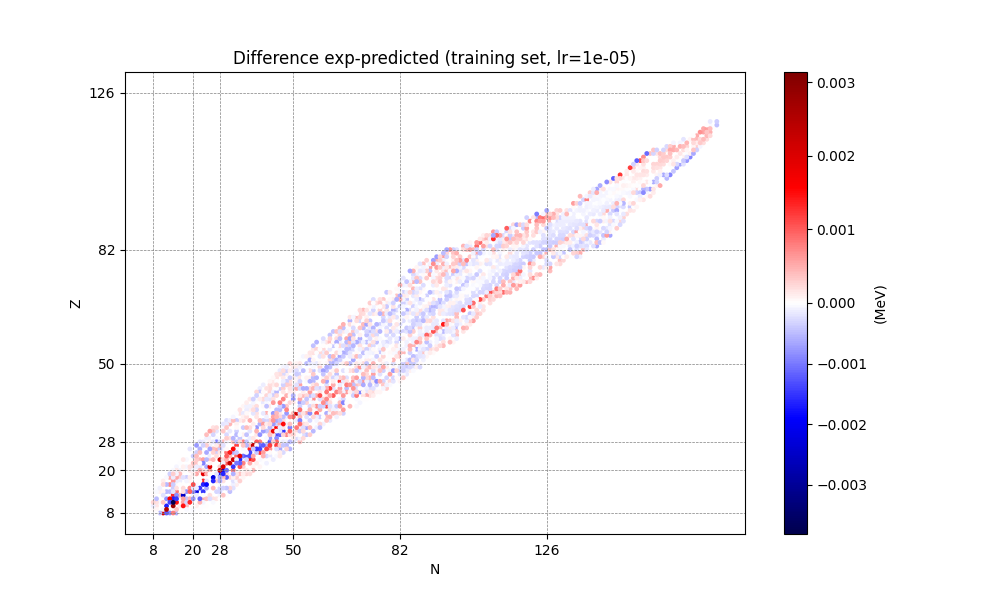 Difference exp-predicted (training set, lr=1e-05)
126
82
50
28
20
8
Z
8 20 28 50 82 126
N
0.003
0.002
0.001
0.000
−0.001
−0.002
−0.003
(MeV)